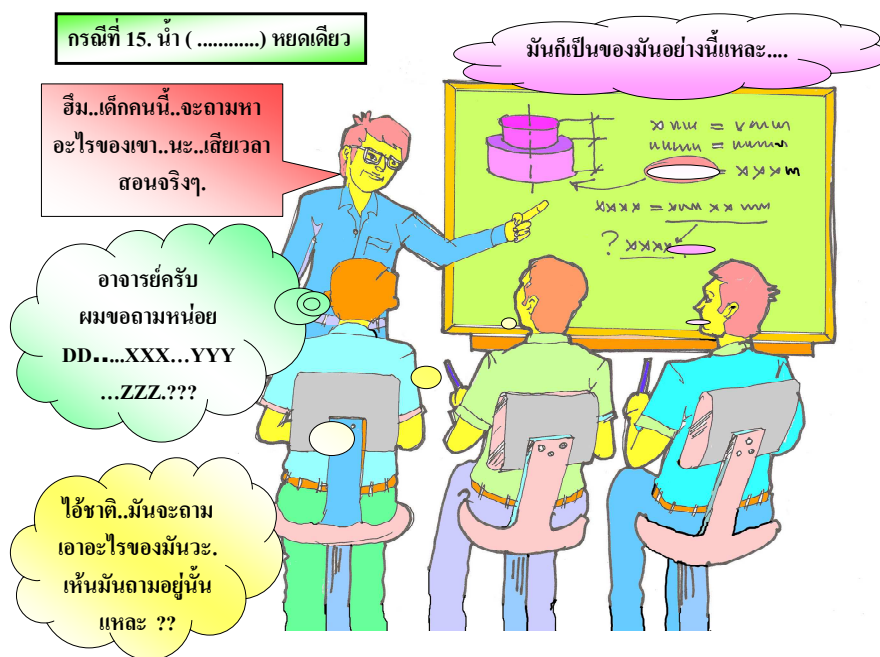 กรณีที่ 15. น้ำ ( ............) หยดเดียว
มันก็เป็นของมันอย่างนี้แหละ....
ฮึม..เด็กคนนี้..จะถามหา
อะไรของเขา..นะ..เสียเวลา
สอนจริงๆ.
อาจารย์ครับ
ผมขอถามหน่อย
DD.....XXX...YYY
...ZZZ.???
ไอ้ชาติ..มันจะถาม
เอาอะไรของมันวะ.
เห้นมันถามอยู่นั้น
แหละ ??